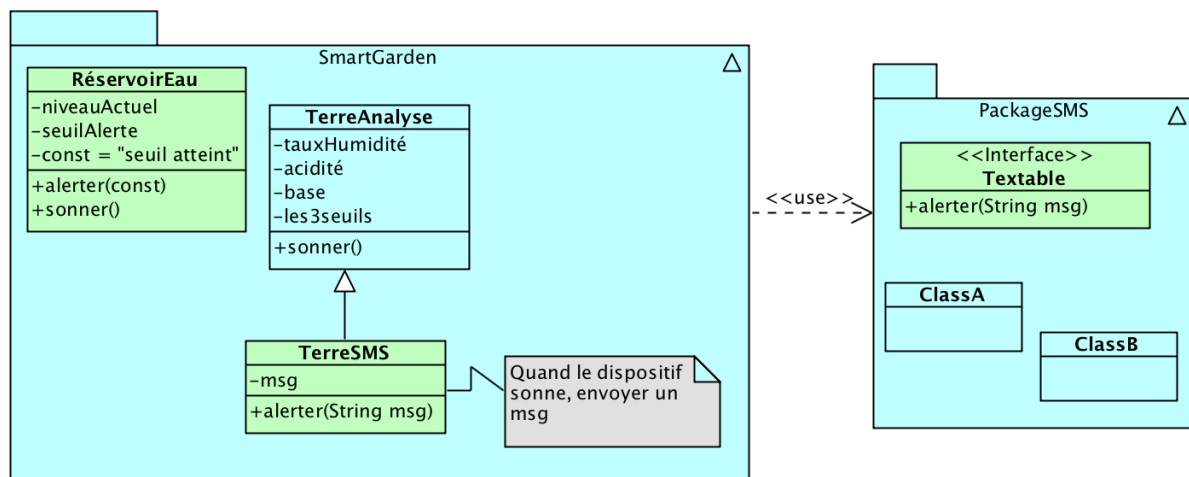 SmartGarden
RéservoirEau
-niveauActuel
-seuilAlerte
-const = "seuil atteint"
+alerter(const)
+sonner()
TerreAnalyse
-tauxHumidité
-acidité
-base
-les3seuils
+sonner()
TerreSMS
-msg
+alerter(String msg)
Quand le dispositif
sonne, envoyer un
msg
<<use>>
PackageSMS
<<Interface>>
Textable
+alerter(String msg)
ClassA
ClassB